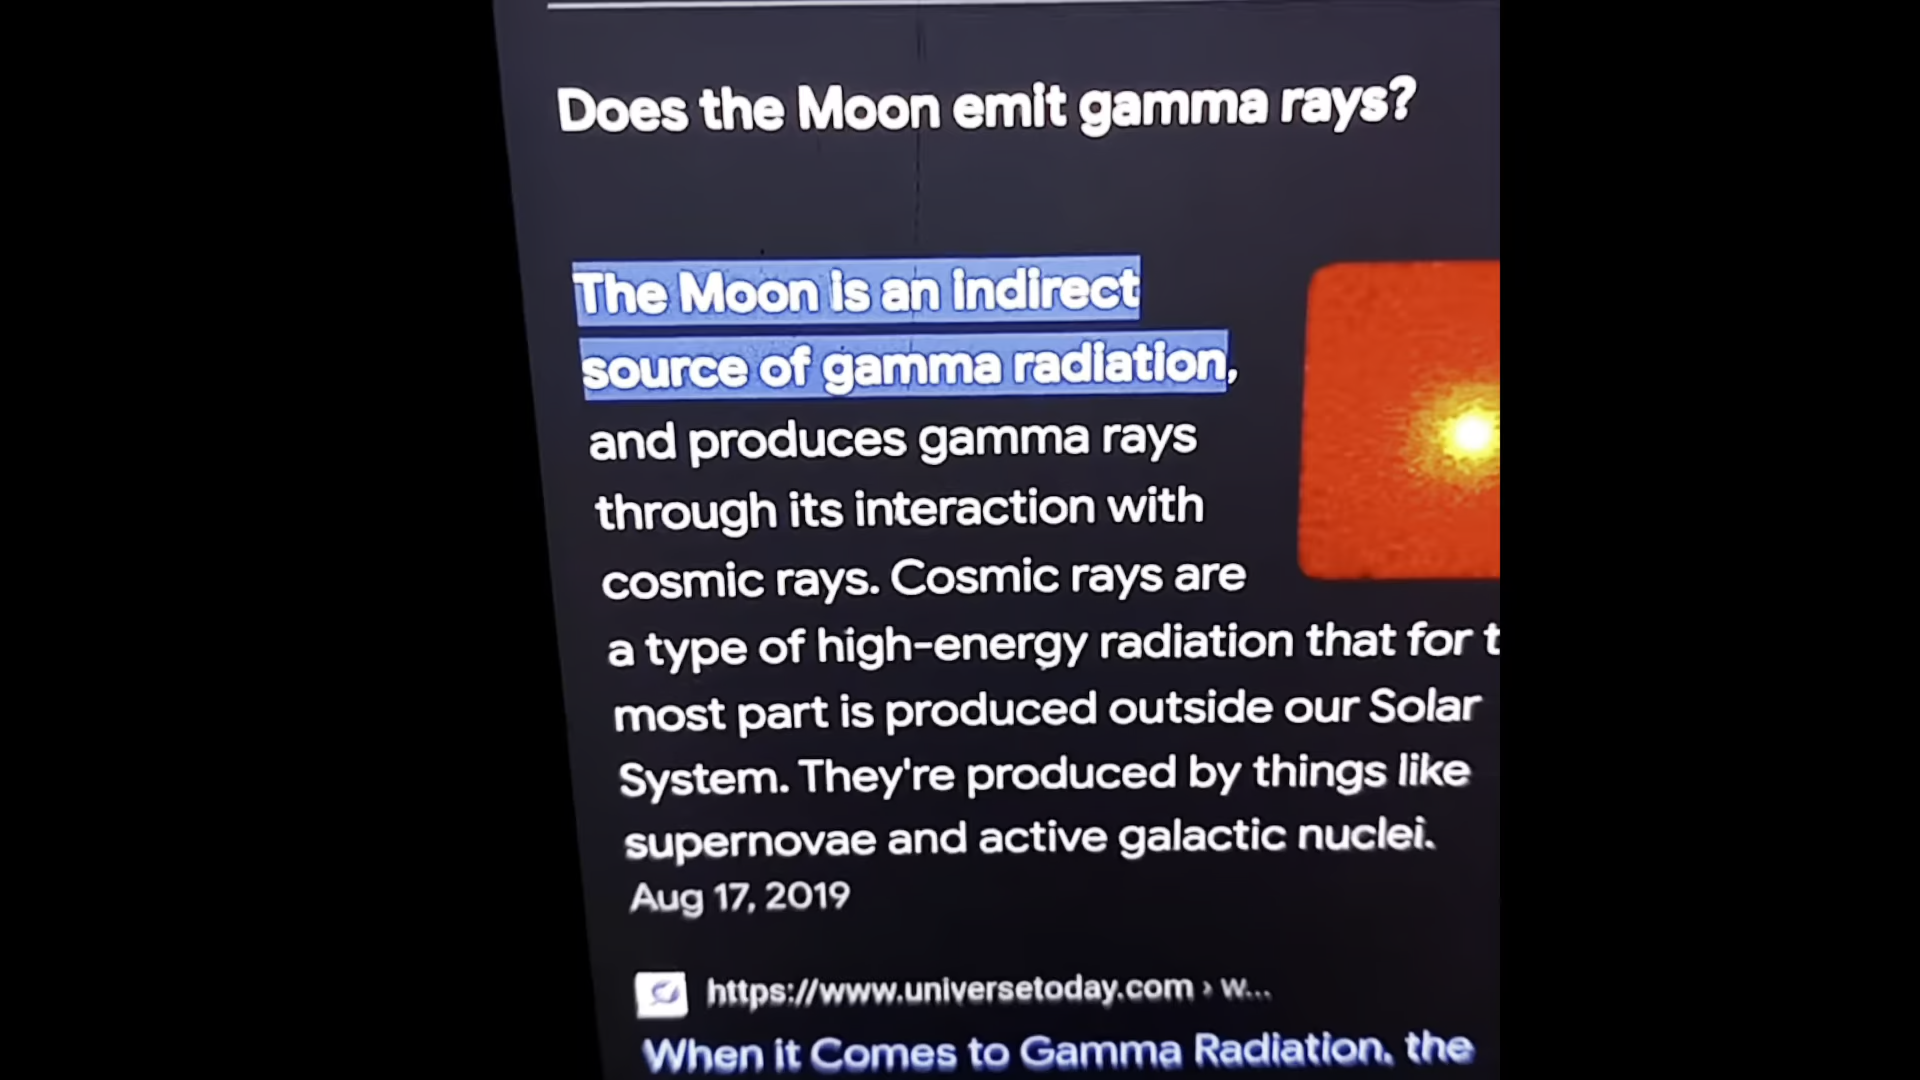 Does the Moon emit gamma rays?
The Moon is an indirect
source of gamma radiation,
and produces gamma rays
through its interaction with
cosmic rays. Cosmic rays are
a type of high-energy radiation that for t
most part is produced outside our Solar
System. They're produced by things like
supernovae and active galactic nuclei.
Aug 17, 2019
https://www.universetoday.com › w...
When it Comes to Gamma Radiation, the